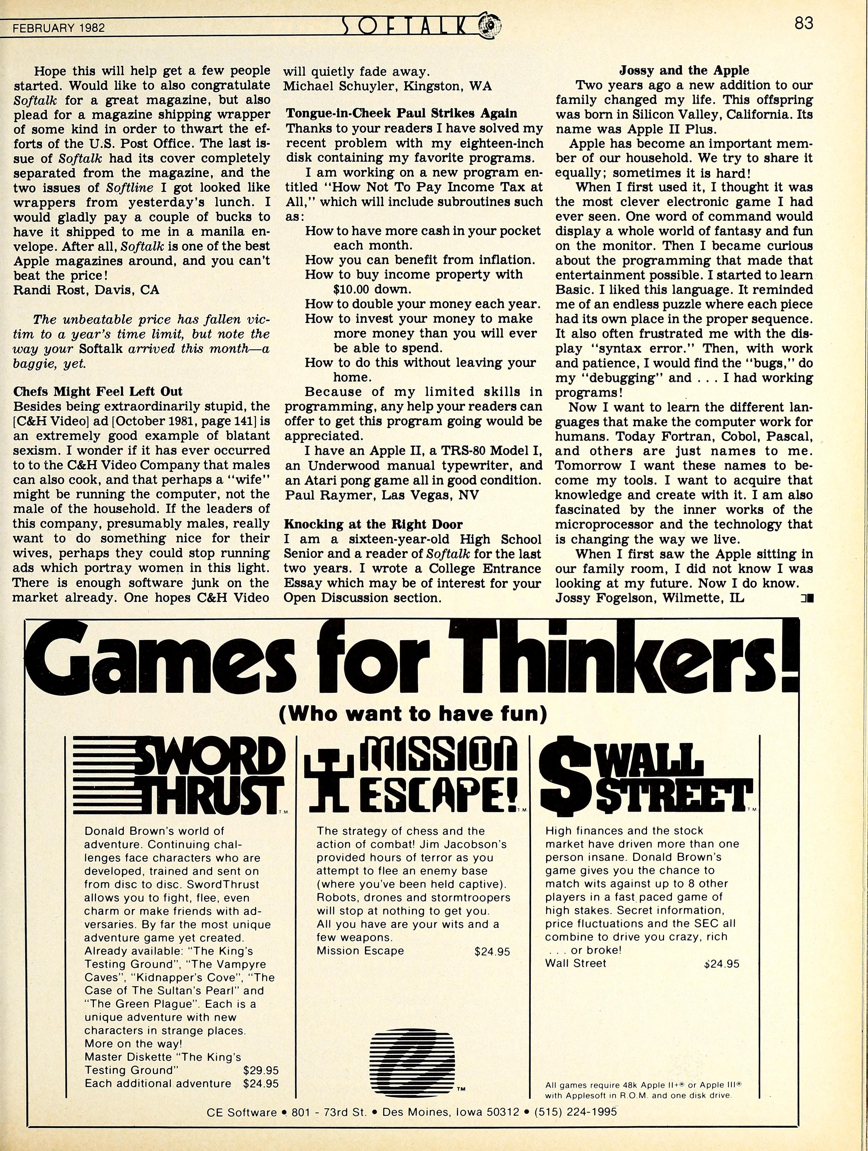 FEBRUARY 1982
SOFTALK
83
Hope this will help get a few people
started. Would like to also congratulate
Softalk for a great magazine, but also
plead for a magazine shipping wrapper
of some kind in order to thwart the ef-
forts of the U.S. Post Office. The last is-
sue of Softalk had its cover completely
separated from the magazine, and the
two issues of Softline I got looked like
wrappers from yesterday's lunch. I
would gladly pay a couple of bucks to
have it shipped to me in a manila en-
velope. After all, Softalk is one of the best
Apple magazines around, and you can't
beat the price!
Randi Rost, Davis, CA
The unbeatable price has fallen vic-
tim to a year's time limit, but note the
way your Softalk arrived this month—a
baggie, yet.
Chefs Might Feel Left Out
Besides being extraordinarily stupid, the
[C&H Video] ad [October 1981, page 141] is
an extremely good example of blatant
sexism. I wonder if it has ever occurred
to to the C&H Video Company that males
can also cook, and that perhaps a "wife"
might be running the computer, not the
male of the household. If the leaders of
this company, presumably males, really
want to do something nice for their
wives, perhaps they could stop running
ads which portray women in this light.
There is enough software junk on the
market already. One hopes C&H Video
will quietly fade away.
Michael Schuyler, Kingston, WA
Tongue-in-Cheek Paul Strikes Again
Thanks to your readers I have solved my
recent problem with my eighteen-inch
disk containing my favorite programs.
I am working on a new program en-
titled "How Not To Pay Income Tax at
All," which will include subroutines such
as:
How to have more cash in your pocket
each month.
How you can benefit from inflation.
How to buy income property with
$10.00 down.
How to double your money each year.
How to invest your money to make
more money than you will ever
be able to spend.
How to do this without leaving your
home.
Because of my limited skills in
programming, any help your readers can
offer to get this program going would be
appreciated.
I have an Apple II, a TRS-80 Model I,
an Underwood manual typewriter, and
an Atari pong game all in good condition.
Paul Raymer, Las Vegas, NV
Knocking at the Right Door
I am a sixteen-year-old High School
Senior and a reader of Softalk for the last
two years. I wrote a College Entrance
Essay which may be of interest for your
Open Discussion section.
Jossy and the Apple
Two years ago a new addition to our
family changed my life. This offspring
was born in Silicon Valley, California. Its
name was Apple II Plus.
Apple has become an important mem-
ber of our household. We try to share it
equally; sometimes it is hard!
When I first used it, I thought it was
the most clever electronic game I had
ever seen. One word of command would
display a whole world of fantasy and fun
on the monitor. Then I became curious
about the programming that made that
entertainment possible. I started to learn
Basic. I liked this language. It reminded
me of an endless puzzle where each piece
had its own place in the proper sequence.
It also often frustrated me with the dis-
play "syntax error." Then, with work
and patience, I would find the "bugs," do
my "debugging" and . . . I had working
programs!
Now I want to learn the different lan-
guages that make the computer work for
humans. Today Fortran, Cobol, Pascal,
and others are just names to me.
Tomorrow I want these names to be-
come my tools. I want to acquire that
knowledge and create with it. I am also
fascinated by the inner works of the
microprocessor and the technology that
is changing the way we live.
When I first saw the Apple sitting in
our family room, I did not know I was
looking at my future. Now I do know.
Jossy Fogelson, Wilmette, IL
Games for Thinkers!
(Who want to have fun)
SWORD
THRUST™
Donald Brown's world of
adventure. Continuing chal-
lenges face characters who are
developed, trained and sent on
from disc to disc. SwordThrust
allows you to fight, flee, even
charm or make friends with ad-
versaries. By far the most unique
adventure game yet created.
Already available: "The King's
Testing Ground", "The Vampyre
Caves", "Kidnapper's Cove", "The
Case of The Sultan's Pearl" and
"The Green Plague". Each is a
unique adventure with new
characters in strange places.
More on the way!
Master Diskette "The King's
Testing Ground" $29.95
Each additional adventure $24.95
MISSION
ESCAPE!™
The strategy of chess and the
action of combat! Jim Jacobson's
provided hours of terror as you
attempt to flee an enemy base
(where you've been held captive).
Robots, drones and stormtroopers
will stop at nothing to get you.
All you have are your wits and a
few weapons.
Mission Escape $24.95
e™
$WALL
$TREET™
High finances and the stock
market have driven more than one
person insane. Donald Brown's
game gives you the chance to
match wits against up to 8 other
players in a fast paced game of
high stakes. Secret information,
price fluctuations and the SEC all
combine to drive you crazy, rich
. . . or broke!
Wall Street $24.95
All games require 48k Apple II+® or Apple III®
with Applesoft in R.O.M. and one disk drive.
CE Software • 801 - 73rd St. • Des Moines, Iowa 50312 • (515) 224-1995